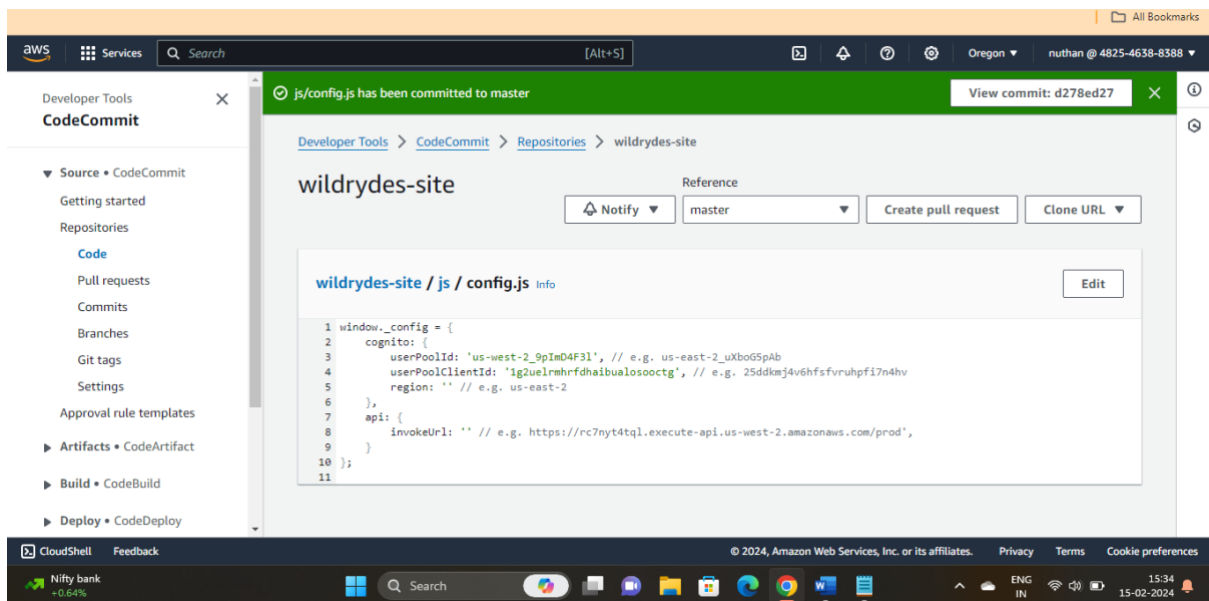 All Bookmarks
aws Services Search [Alt+S] Oregon ▼ nuthan @ 4825-4638-8388 ▼
js/config.js has been committed to master View commit: d278ed27
Developer Tools
CodeCommit
Developer Tools > CodeCommit > Repositories > wildrydes-site
wildrydes-site
Reference
Notify ▼ master ▼ Create pull request Clone URL ▼
▼ Source • CodeCommit
Getting started
Repositories
Code
Pull requests
Commits
Branches
Git tags
Settings
Approval rule templates
▶ Artifacts • CodeArtifact
▶ Build • CodeBuild
▶ Deploy • CodeDeploy
wildrydes-site / js / config.js Info Edit
1 window._config = {
2 cognito: {
3 userPoolId: 'us-west-2_9pImD4F3l', // e.g. us-east-2_uXboG5pAb
4 userPoolClientId: '1g2uelrmhrfdhaibualosooctg', // e.g. 25ddkmj4v6hfsfvruhpfi7n4hv
5 region: '' // e.g. us-east-2
6 },
7 api: {
8 invokeUrl: '' // e.g. https://rc7nyt4tql.execute-api.us-west-2.amazonaws.com/prod',
9 }
10 };
11
CloudShell Feedback © 2024, Amazon Web Services, Inc. or its affiliates. Privacy Terms Cookie preferences
Nifty bank
+0.64%
Search
ENG
IN
15:34
15-02-2024